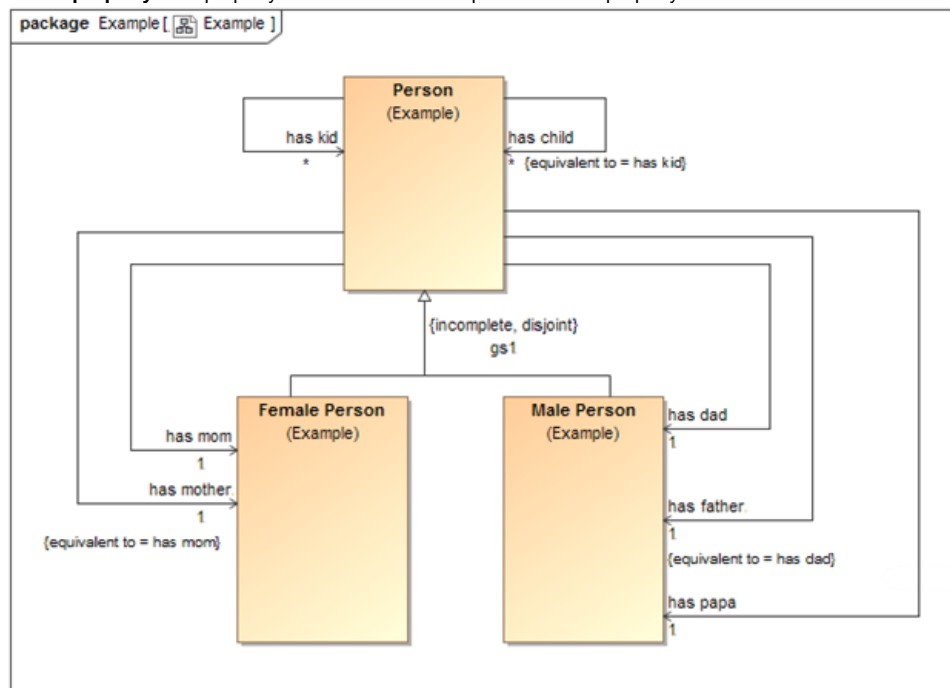 package Example [ Example ]
Person
(Example)
has kid
*
has child
* {equivalent to = has kid}
{incomplete, disjoint}
gs1
Female Person
(Example)
Male Person
(Example)
has mom
1
has mother
1
{equivalent to = has mom}
has dad
1
has father
1
{equivalent to = has dad}
has papa
1